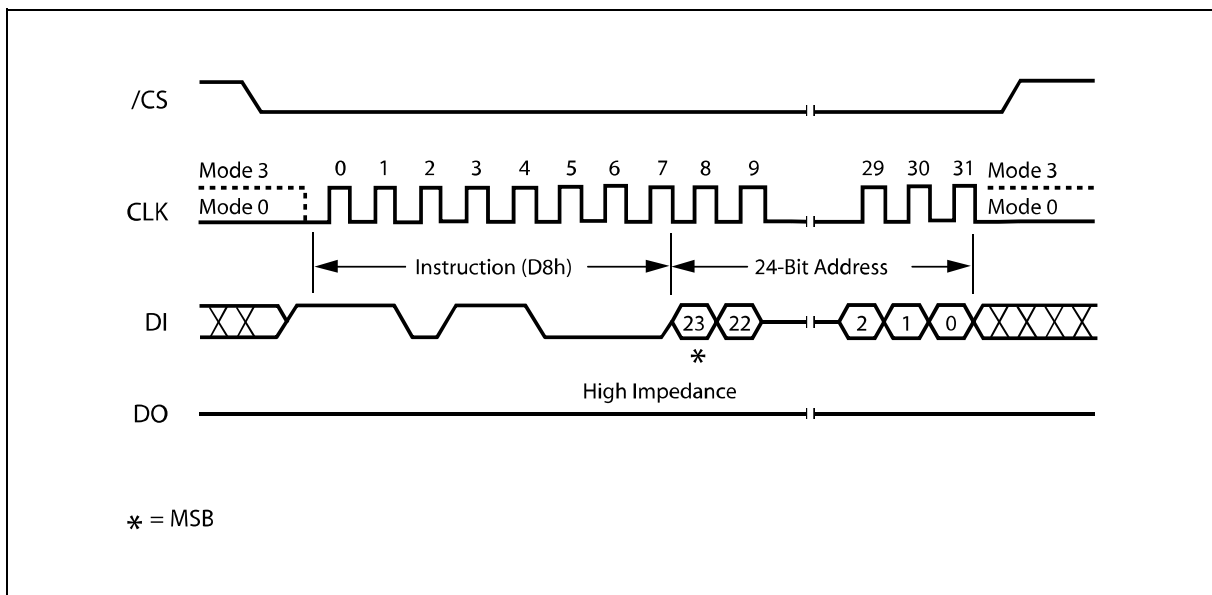 /CS
Mode 3 0 1 2 3 4 5 6 7 8 9 29 30 31 Mode 3
CLK Mode 0 Mode 0
Instruction (D8h) 24-Bit Address
DI 23 22 2 1 0
*
High Impedance
DO
* = MSB